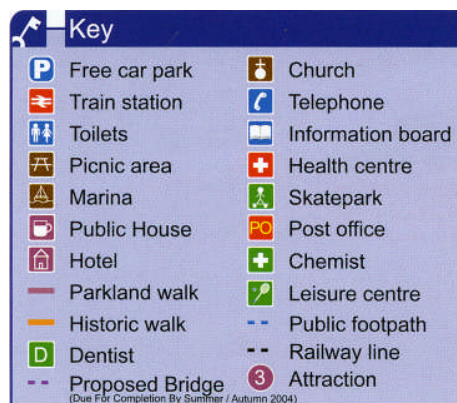 Key
P Free car park
Train station
Toilets
Picnic area
Marina
Public House
Hotel
Parkland walk
Historic walk
D Dentist
Proposed Bridge
(Due For Completion By Summer / Autumn 2004)
Church
Telephone
Information board
Health centre
Skatepark
PO Post office
Chemist
Leisure centre
Public footpath
Railway line
3 Attraction